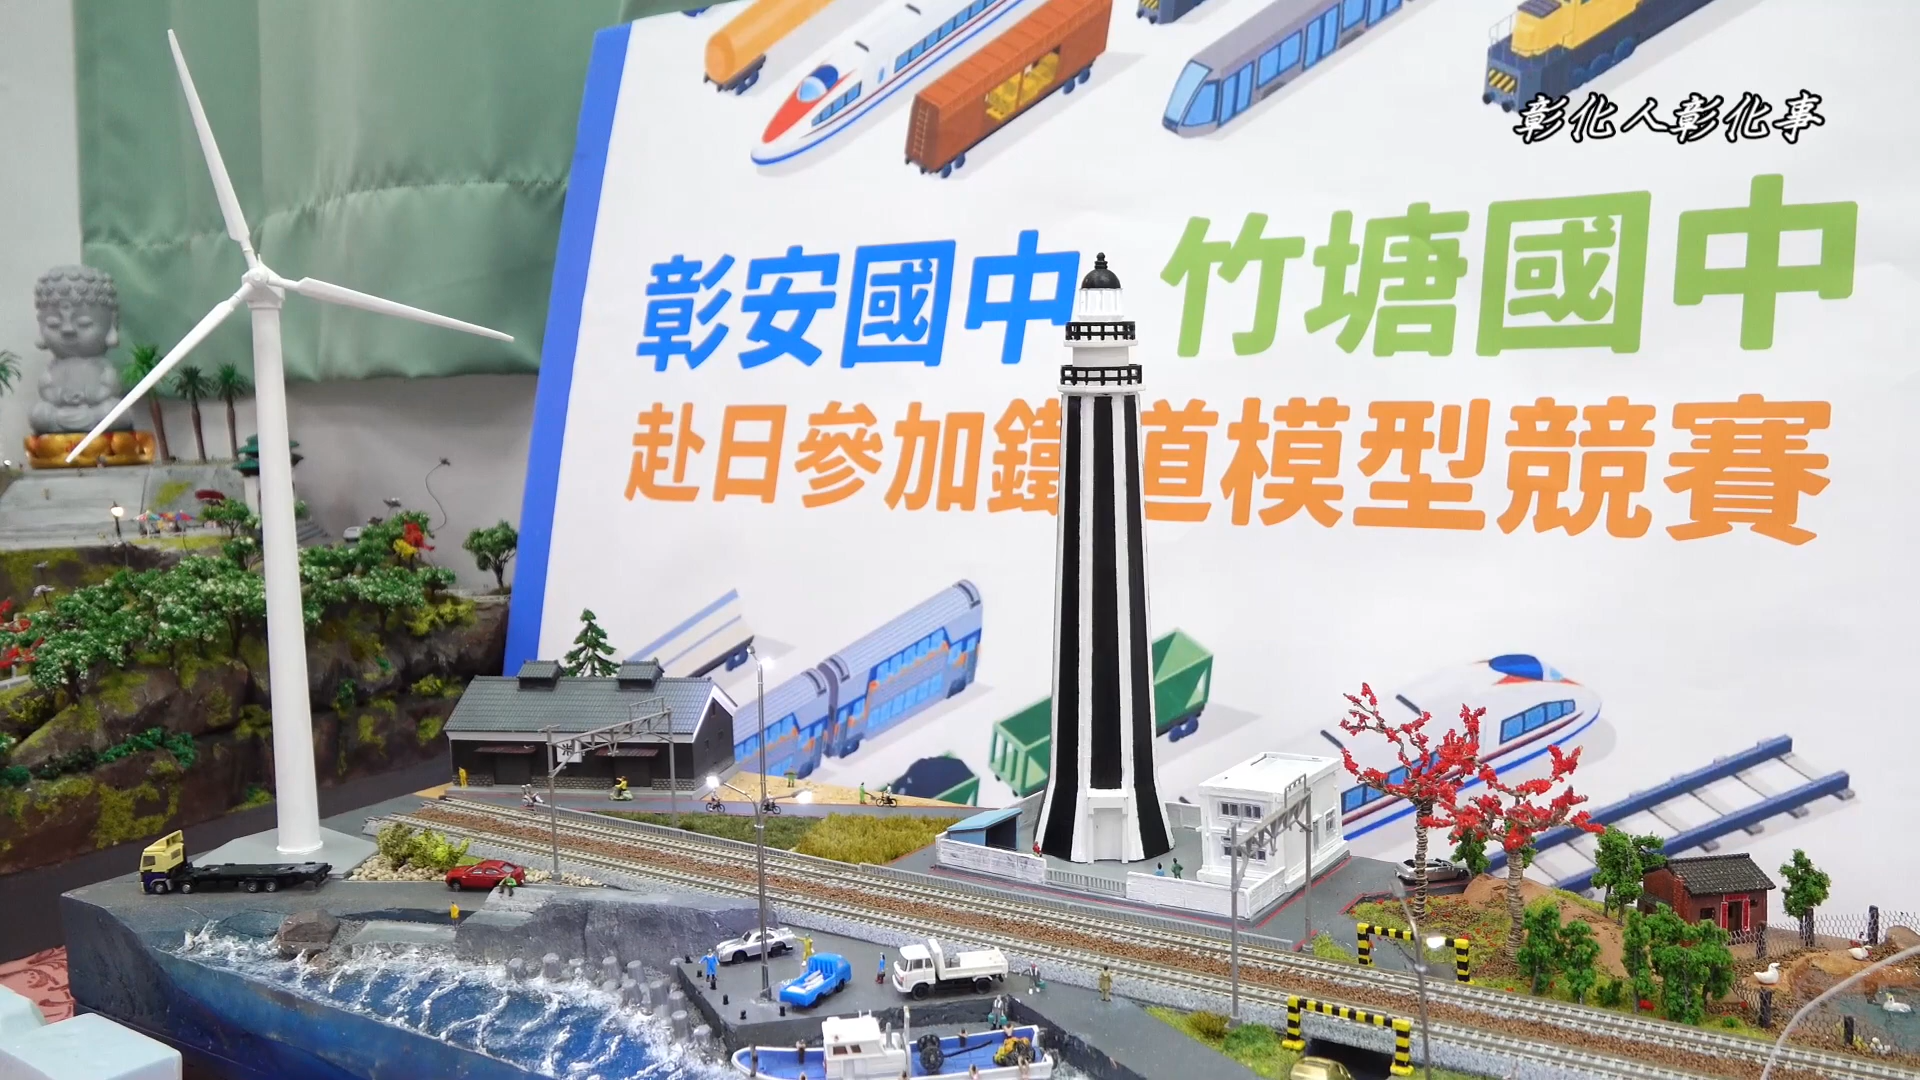 彰化人彰化事
彰安國中 竹塘國中
赴日參加鐵道模型競賽